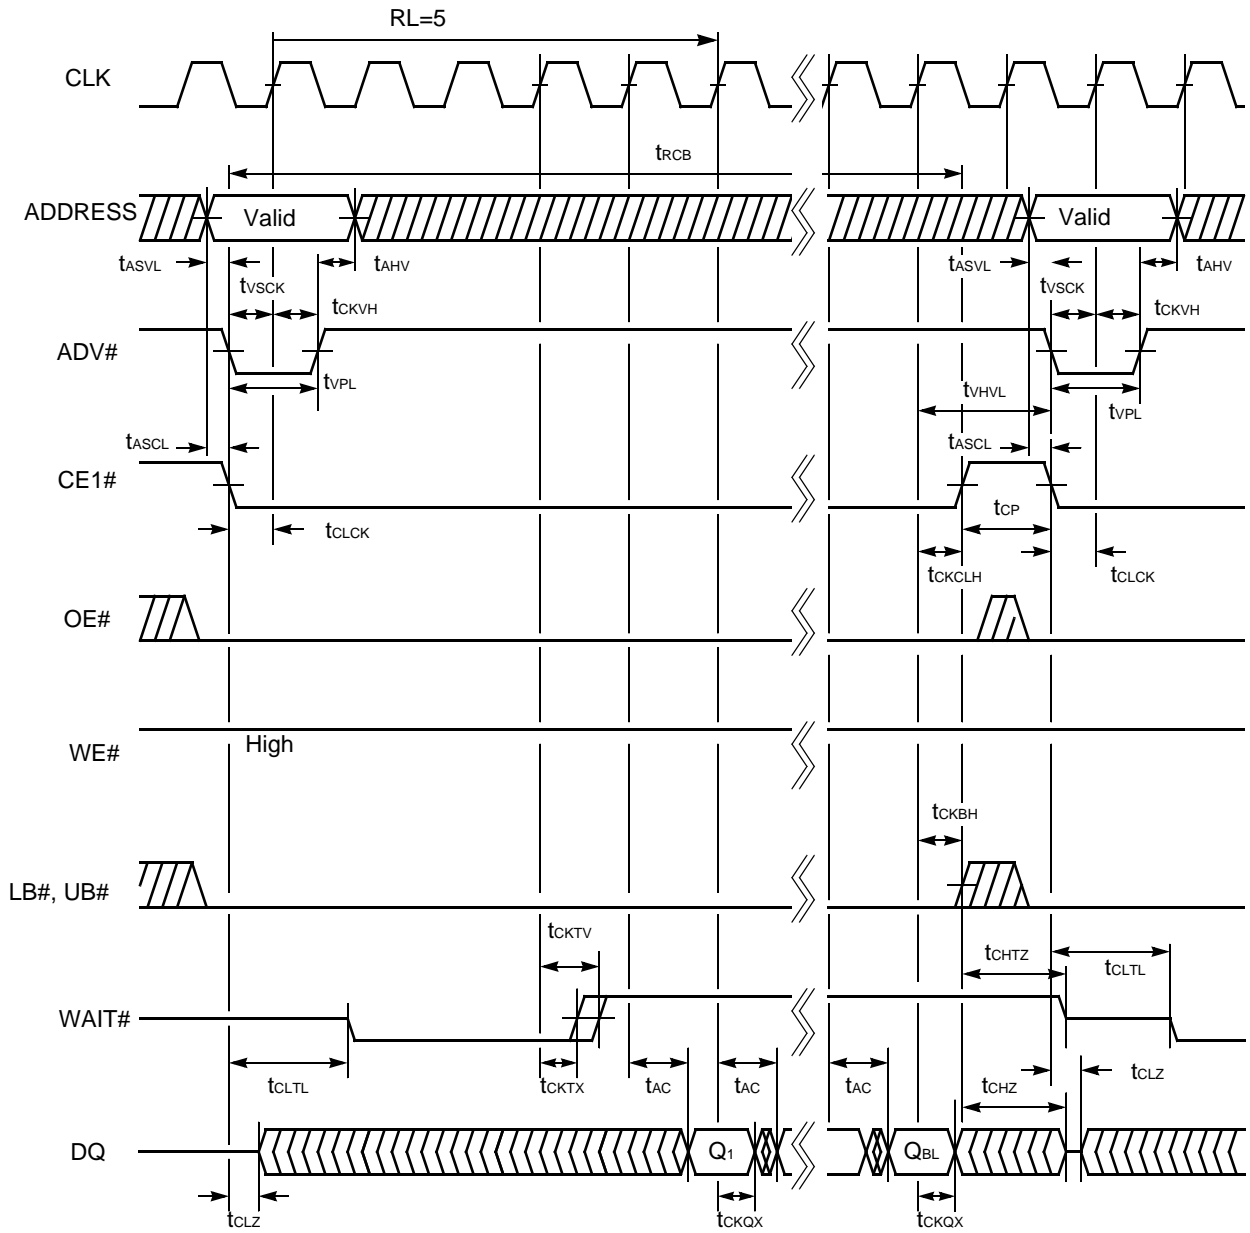 RL=5
CLK
tRCB
ADDRESS Valid Valid
tASVL tAHV tASVL tAHV
tVSCK tVSCK
tCKVH tCKVH
ADV#
tVPL tVHVL tVPL
tASCL tASCL
CE1#
tCP
tCLCK tCKCLH tCLCK
OE#
High
WE#
tCKBH
LB#, UB#
tCKTV
tCHTZ tCLTL
WAIT#
tCLTL tCKTX tAC tAC tAC tCHZ tCLZ
DQ Q1 QBL
tCLZ tCKQX tCKQX